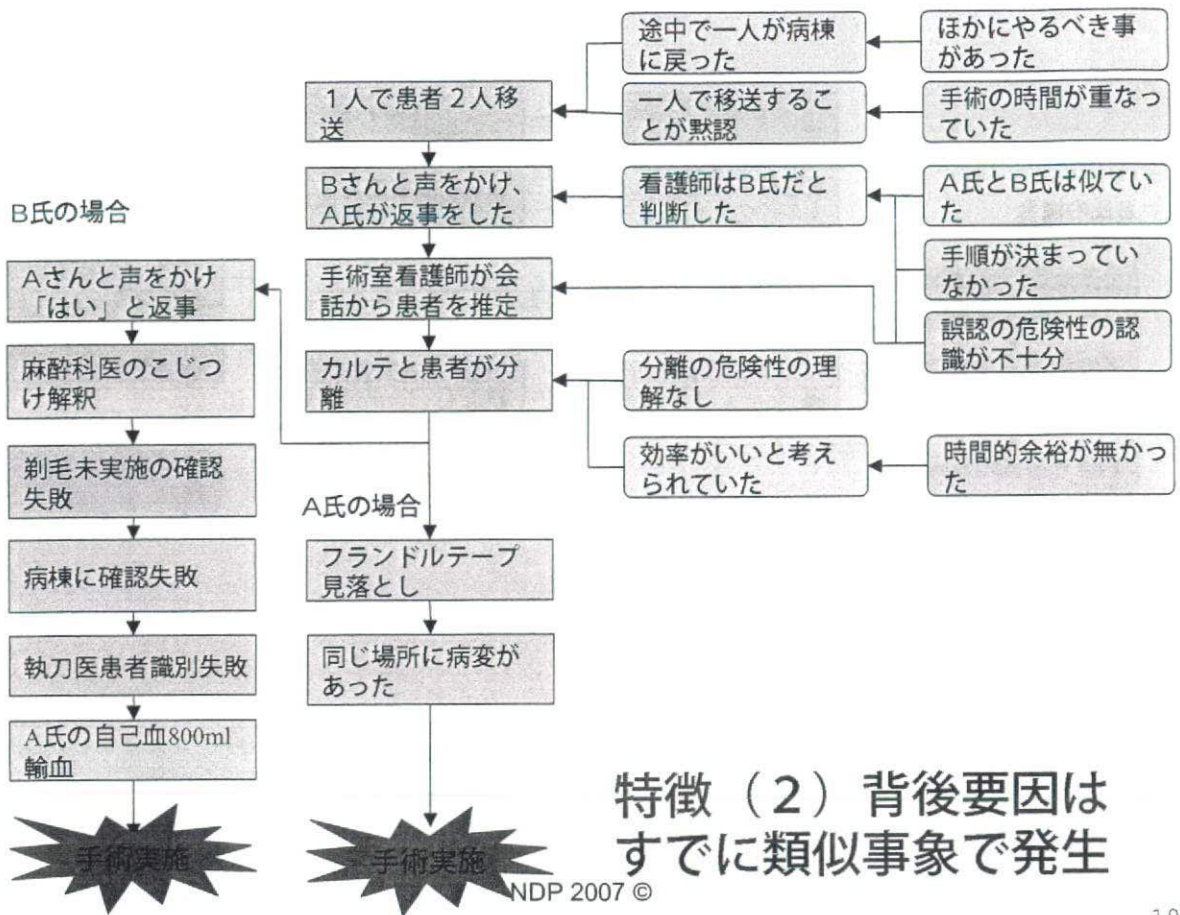 途中で一人が病棟
に戻った
ほかにやるべき事
があった
１人で患者２人移
送
一人で移送するこ
とが黙認
手術の時間が重なっ
ていた
Bさんと声をかけ、
A氏が返事をした
看護師はB氏だと
判断した
A氏とB氏は似てい
た
手順が決まってい
なかった
誤認の危険性の認
識が不十分
手術室看護師が会
話から患者を推定
カルテと患者が分
離
分離の危険性の理
解なし
効率がいいと考え
られていた
時間的余裕が無かっ
た
B氏の場合
Aさんと声をかけ
「はい」と返事
麻酔科医のこじつ
け解釈
剃毛未実施の確認
失敗
病棟に確認失敗
執刀医患者識別失敗
A氏の自己血800ml
輸血
手術実施
A氏の場合
フランドルテープ
見落とし
同じ場所に病変が
あった
手術実施
特徴（２）背後要因は
すでに類似事象で発生
NDP 2007 ©